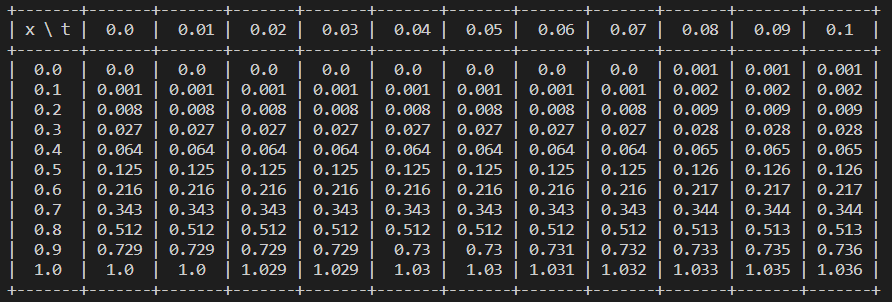 +-------+-------+-------+-------+-------+-------+-------+-------+-------+-------+-------+-------+
| x \ t |  0.0  |  0.01 |  0.02 |  0.03 |  0.04 |  0.05 |  0.06 |  0.07 |  0.08 |  0.09 |  0.1  |
+-------+-------+-------+-------+-------+-------+-------+-------+-------+-------+-------+-------+
|  0.0  |  0.0  |  0.0  |  0.0  |  0.0  |  0.0  |  0.0  |  0.0  |  0.0  | 0.001 | 0.001 | 0.001 |
|  0.1  | 0.001 | 0.001 | 0.001 | 0.001 | 0.001 | 0.001 | 0.001 | 0.001 | 0.002 | 0.002 | 0.002 |
|  0.2  | 0.008 | 0.008 | 0.008 | 0.008 | 0.008 | 0.008 | 0.008 | 0.008 | 0.009 | 0.009 | 0.009 |
|  0.3  | 0.027 | 0.027 | 0.027 | 0.027 | 0.027 | 0.027 | 0.027 | 0.027 | 0.028 | 0.028 | 0.028 |
|  0.4  | 0.064 | 0.064 | 0.064 | 0.064 | 0.064 | 0.064 | 0.064 | 0.064 | 0.065 | 0.065 | 0.065 |
|  0.5  | 0.125 | 0.125 | 0.125 | 0.125 | 0.125 | 0.125 | 0.125 | 0.125 | 0.126 | 0.126 | 0.126 |
|  0.6  | 0.216 | 0.216 | 0.216 | 0.216 | 0.216 | 0.216 | 0.216 | 0.216 | 0.217 | 0.217 | 0.217 |
|  0.7  | 0.343 | 0.343 | 0.343 | 0.343 | 0.343 | 0.343 | 0.343 | 0.343 | 0.344 | 0.344 | 0.344 |
|  0.8  | 0.512 | 0.512 | 0.512 | 0.512 | 0.512 | 0.512 | 0.512 | 0.512 | 0.513 | 0.513 | 0.513 |
|  0.9  | 0.729 | 0.729 | 0.729 | 0.729 |  0.73 |  0.73 | 0.731 | 0.732 | 0.733 | 0.735 | 0.736 |
|  1.0  |  1.0  |  1.0  | 1.029 | 1.029 |  1.03 |  1.03 | 1.031 | 1.032 | 1.033 | 1.035 | 1.036 |
+-------+-------+-------+-------+-------+-------+-------+-------+-------+-------+-------+-------+